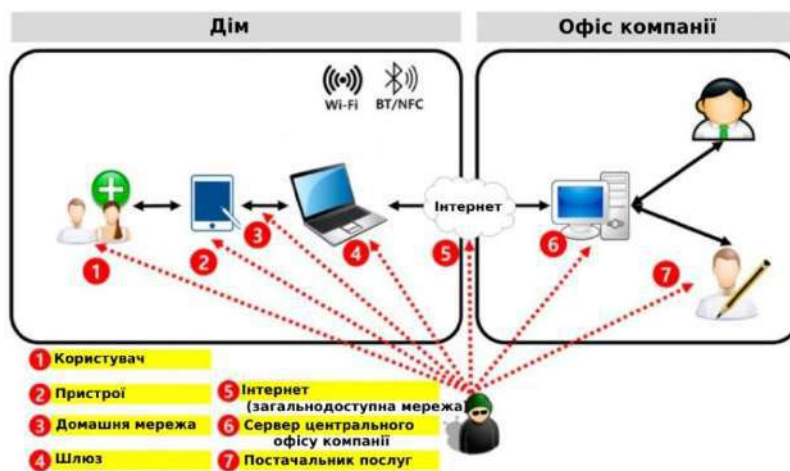 Дім
Офіс компанії
Wi-Fi
BT/NFC
Інтернет
1
2
3
4
5
6
7
1 Користувач
2 Пристрої
3 Домашня мережа
4 Шлюз
5 Інтернет
(загальнодоступна мережа)
6 Сервер центрального
офісу компанії
7 Постачальник послуг